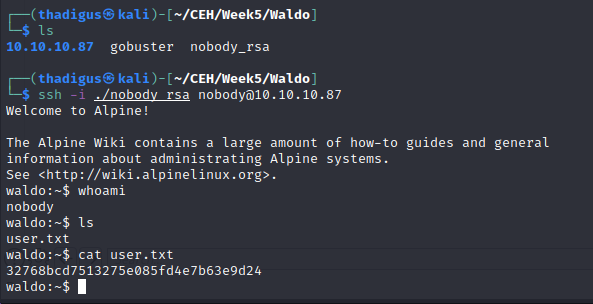 ┌──(thadigus㉿kali)-[~/CEH/Week5/Waldo]
└─$ ls
10.10.10.87  gobuster  nobody_rsa

┌──(thadigus㉿kali)-[~/CEH/Week5/Waldo]
└─$ ssh -i ./nobody_rsa nobody@10.10.10.87
Welcome to Alpine!

The Alpine Wiki contains a large amount of how-to guides and general
information about administrating Alpine systems.
See <http://wiki.alpinelinux.org>.
waldo:~$ whoami
nobody
waldo:~$ ls
user.txt
waldo:~$ cat user.txt
32768bcd7513275e085fd4e7b63e9d24
waldo:~$